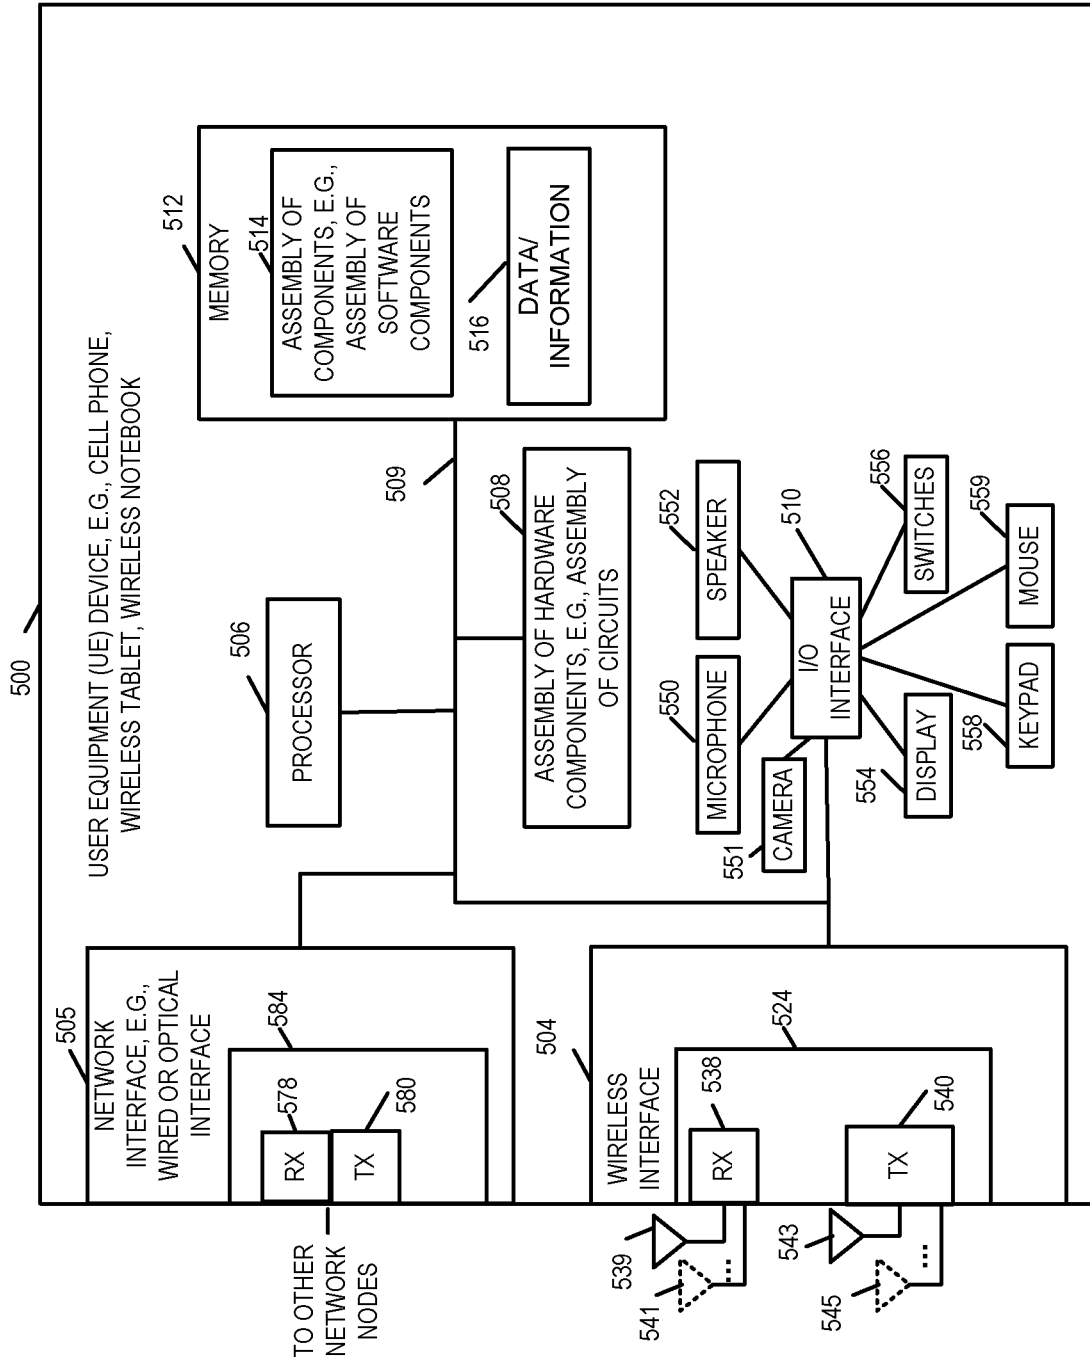 500
USER EQUIPMENT (UE) DEVICE, E.G., CELL PHONE,
WIRELESS TABLET, WIRELESS NOTEBOOK
505
NETWORK
INTERFACE, E.G.,
WIRED OR OPTICAL
INTERFACE
584
578
RX
580
TX
TO OTHER
NETWORK
NODES
506
PROCESSOR
512
MEMORY
514
ASSEMBLY OF
COMPONENTS, E.G.,
ASSEMBLY OF
SOFTWARE
COMPONENTS
516
DATA/
INFORMATION
509
508
ASSEMBLY OF HARDWARE
COMPONENTS, E.G., ASSEMBLY
OF CIRCUITS
504
WIRELESS
INTERFACE
524
538
RX
540
TX
539
541
...
543
545
...
550
MICROPHONE
552
SPEAKER
551
CAMERA
510
I/O
INTERFACE
554
DISPLAY
556
SWITCHES
558
KEYPAD
559
MOUSE